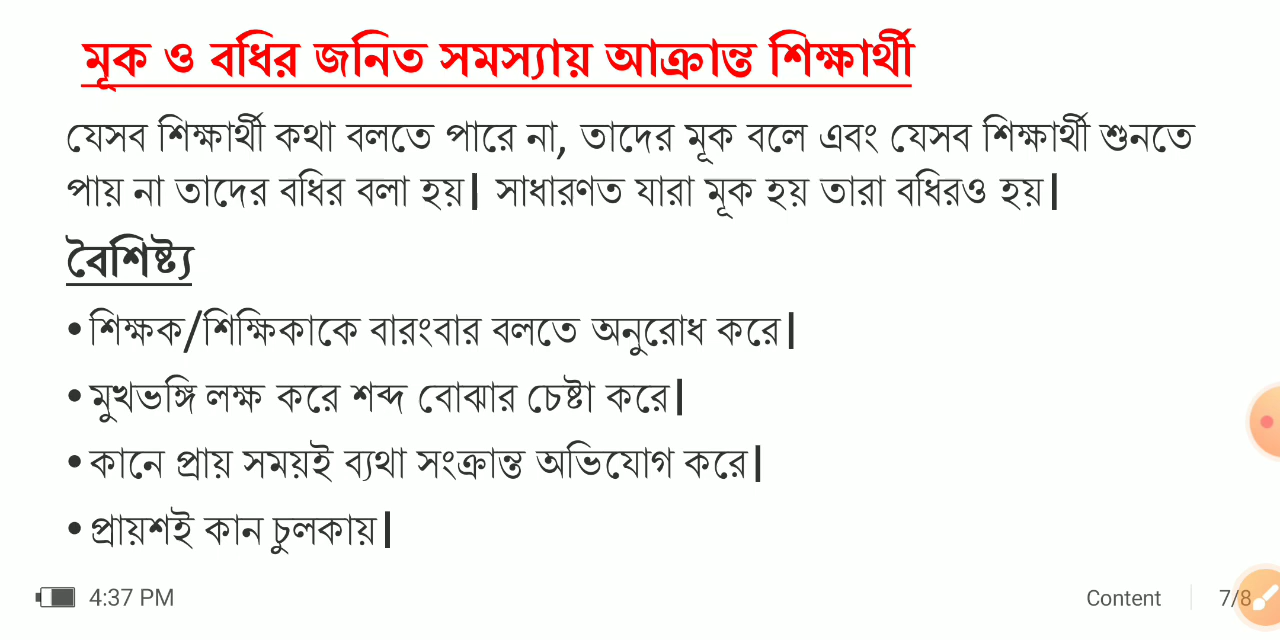 মূক ও বধির জনিত সমস্যায় আক্রান্ত শিক্ষার্থী
যেসব শিক্ষার্থী কথা বলতে পারে না, তাদের মূক বলে এবং যেসব শিক্ষার্থী শুনতে
পায় না তাদের বধির বলা হয়| সাধারণত যারা মূক হয় তারা বধিরও হয়|
বৈশিষ্ট্য
• শিক্ষক/শিক্ষিকাকে বারংবার বলতে অনুরোধ করে|
• মুখভঙ্গি লক্ষ করে শব্দ বোঝার চেষ্টা করে|
• কানে প্রায় সময়ই ব্যথা সংক্রান্ত অভিযোগ করে|
• প্রায়শই কান চুলকায়|
4:37 PM Content 7/8